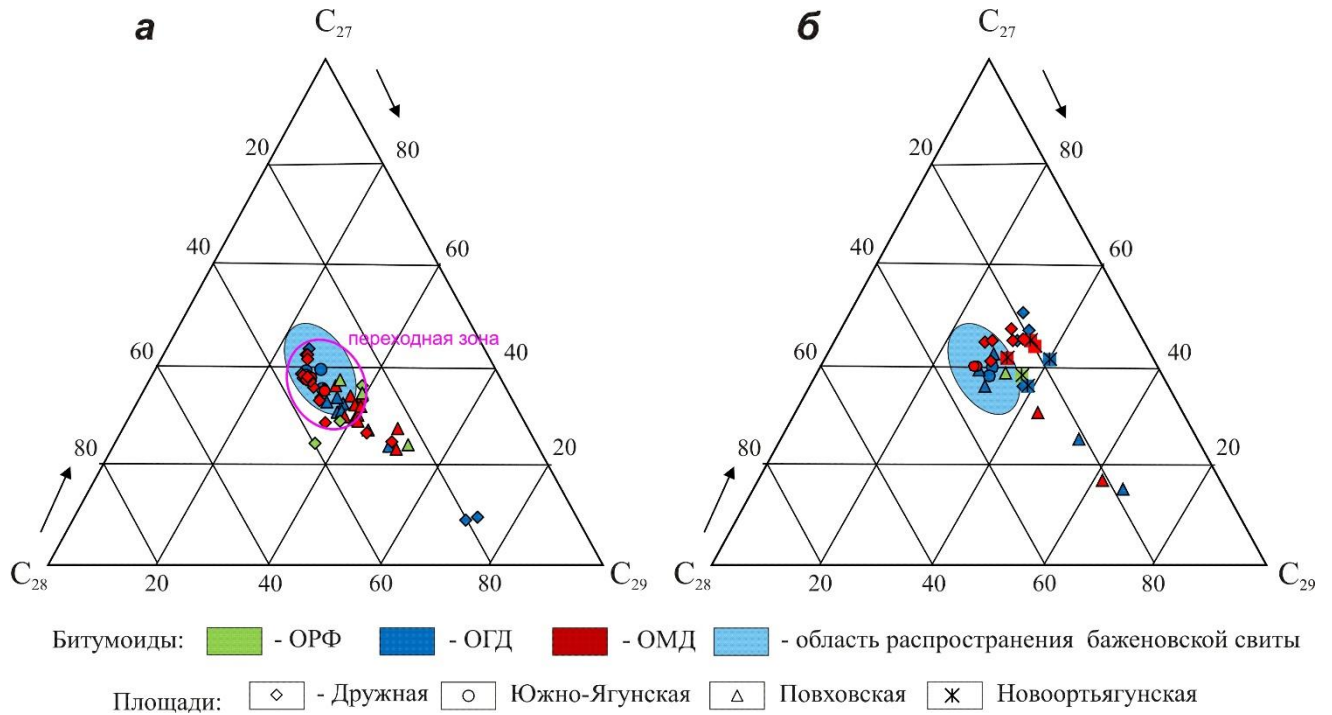 а
б
C27
C27
20
80
20
80
40
60
40
60
переходная зона
60
40
60
40
80
20
80
20
C28
C29
C28
C29
20
40
60
80
20
40
60
80
Битумоиды: - ОРФ - ОГД - ОМД - область распространения баженовской свиты
Площади: - Дружная Южно-Ягунская Повховская Новоортьягунская